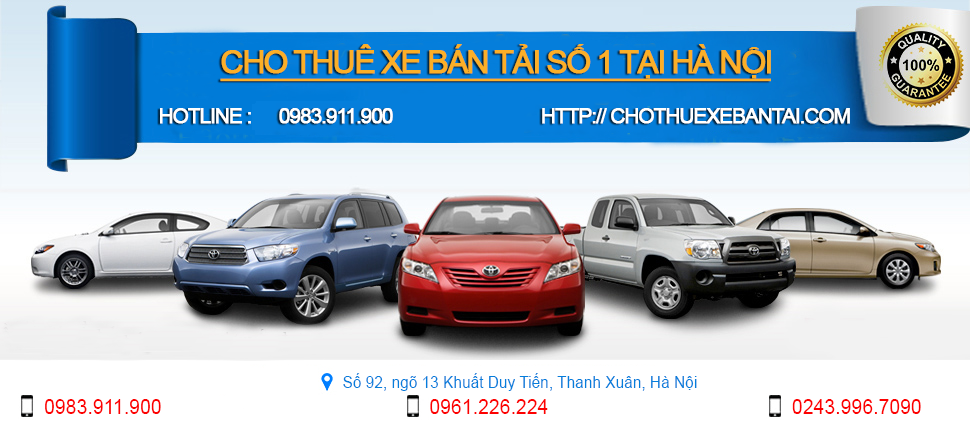 CHO THUÊ XE BÁN TẢI SỐ 1 TẠI HÀ NỘI
QUALITY
100%
GUARANTEE
HOTLINE : 0983.911.900 HTTP:// CHOTHUEXEBANTAI.COM
Số 92, ngõ 13 Khuất Duy Tiến, Thanh Xuân, Hà Nội
0983.911.900 0961.226.224 0243.996.7090